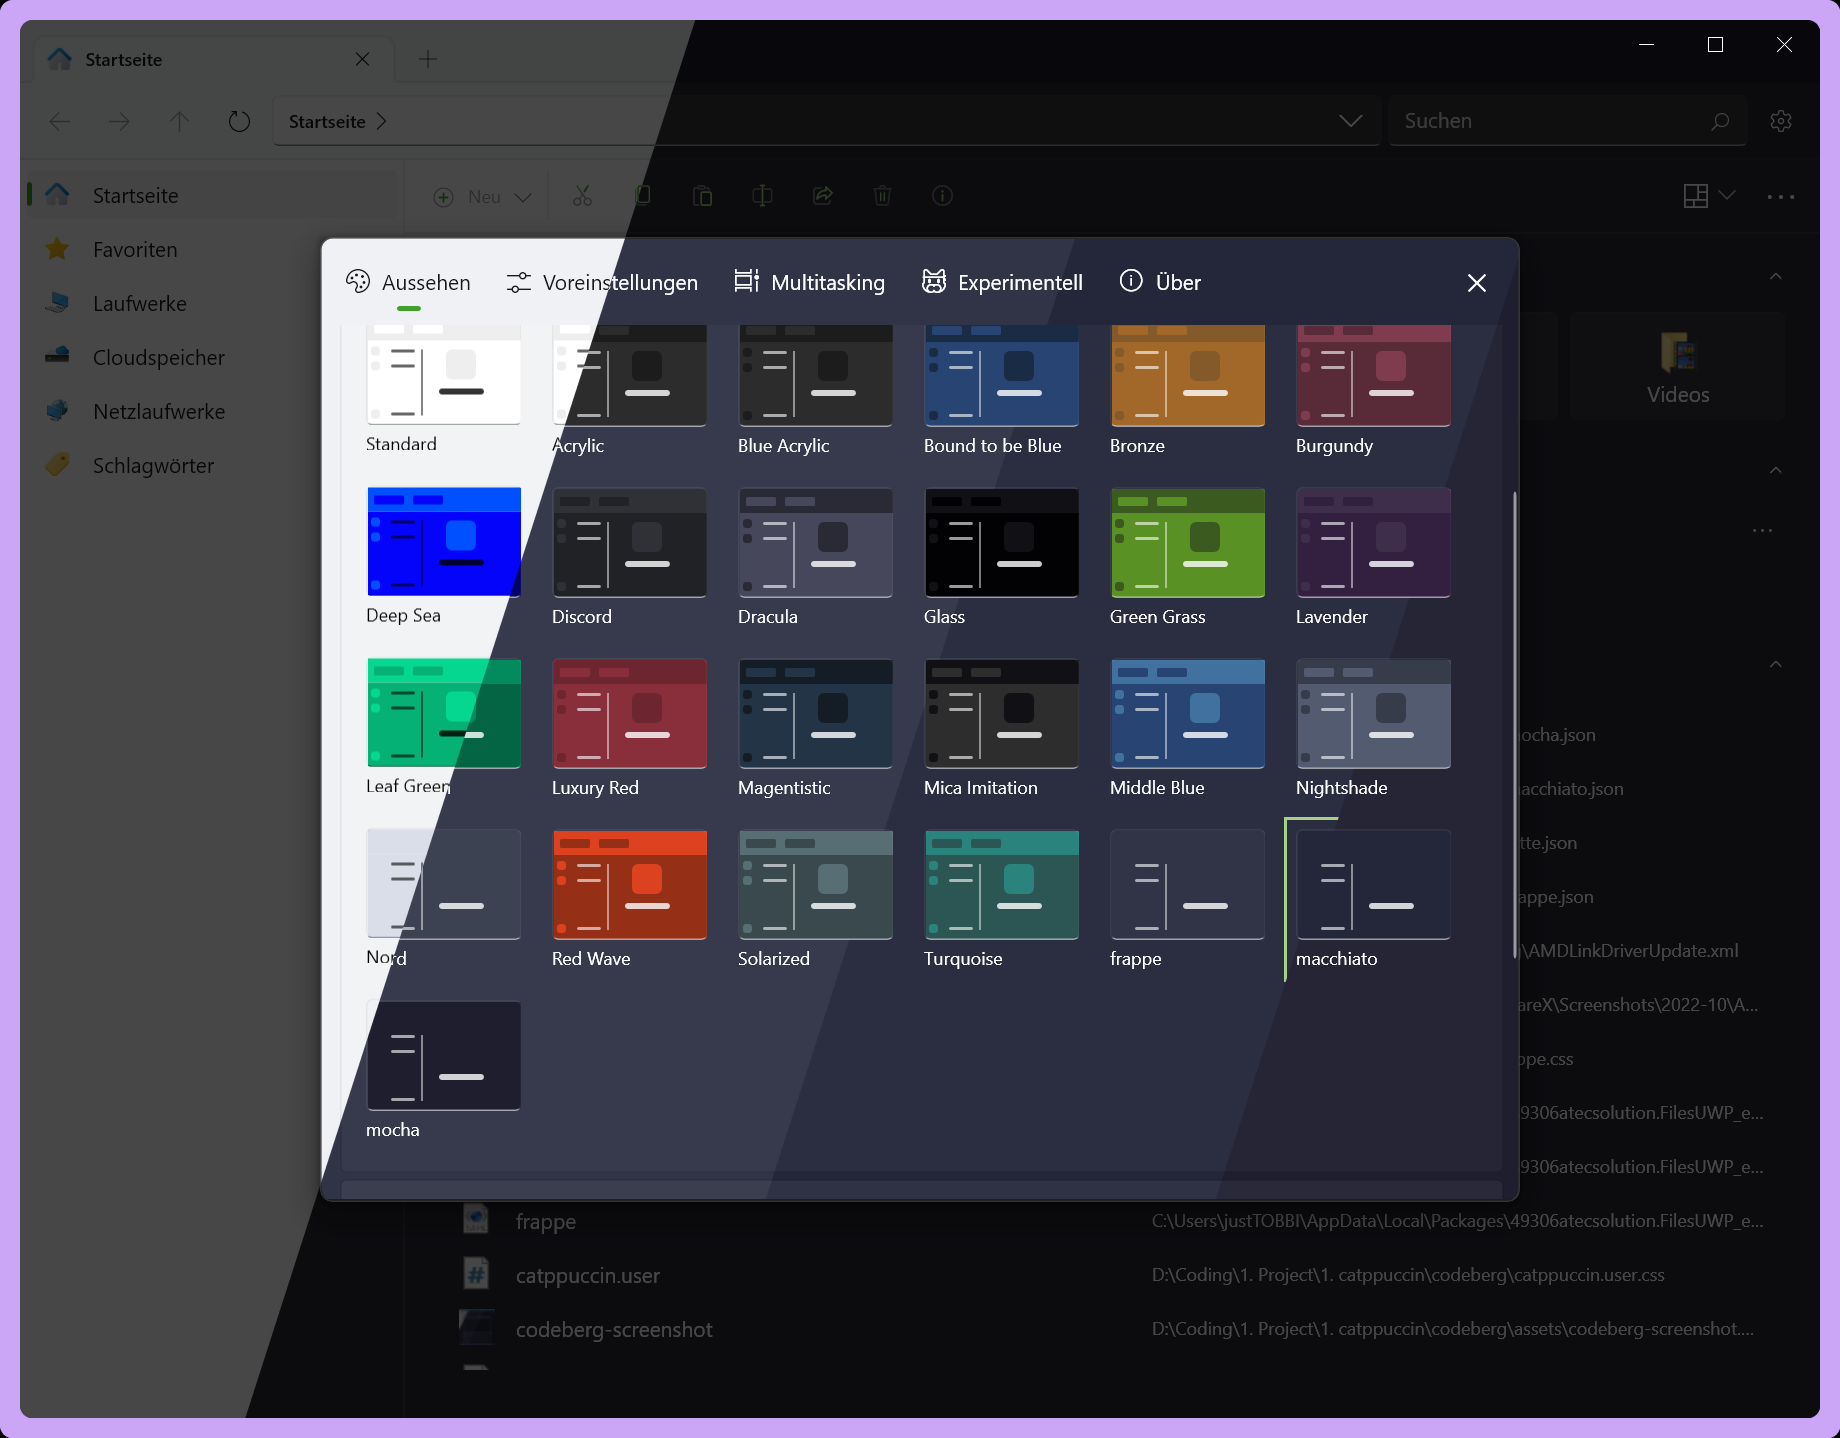 Startseite
Startseite
Suchen
Startseite
Favoriten
Laufwerke
Cloudspeicher
Netzlaufwerke
Schlagwörter
Neu
Aussehen
Voreinstellungen
Multitasking
Experimentell
Über
Videos
Standard
Acrylic
Blue Acrylic
Bound to be Blue
Bronze
Burgundy
Deep Sea
Discord
Dracula
Glass
Green Grass
Lavender
Leaf Green
Luxury Red
Magentistic
Mica Imitation
Middle Blue
Nightshade
Nord
Red Wave
Solarized
Turquoise
frappe
macchiato
mocha
ocha.json
acchiato.json
tte.json
appe.json
\AMDLinkDriverUpdate.xml
areX\Screenshots\2022-10\A...
ppe.css
49306atecsolution.FilesUWP_e...
49306atecsolution.FilesUWP_e...
frappe
C:\Users\justTOBBI\AppData\Local\Packages\49306atecsolution.FilesUWP_e...
catppuccin.user
D:\Coding\1. Project\1. catppuccin\codeberg\catppuccin.user.css
codeberg-screenshot
D:\Coding\1. Project\1. catppuccin\codeberg\assets\codeberg-screenshot....